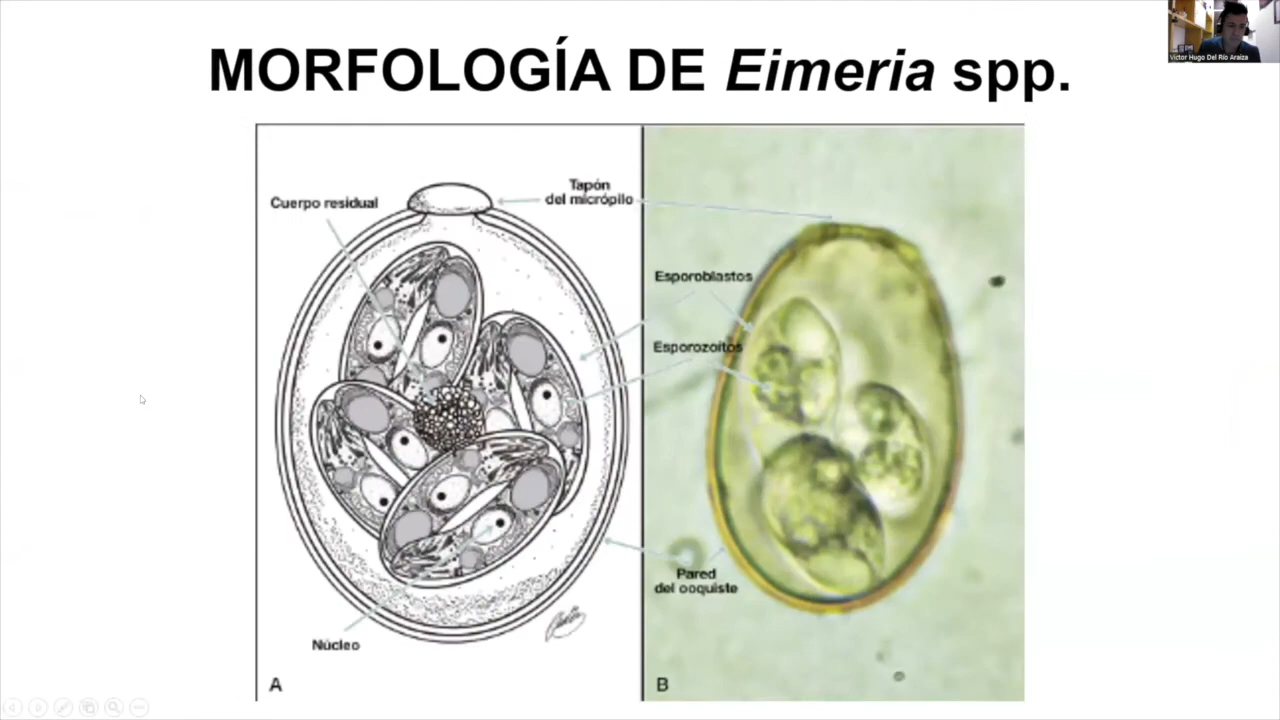 Víctor Hugo Del Río Araiza
MORFOLOGÍA DE Eimeria spp.
Cuerpo residual
Tapón
del micrópilo
Esporoblastos
Esporozoítos
Pared
del ooquiste
Núcleo
A
B